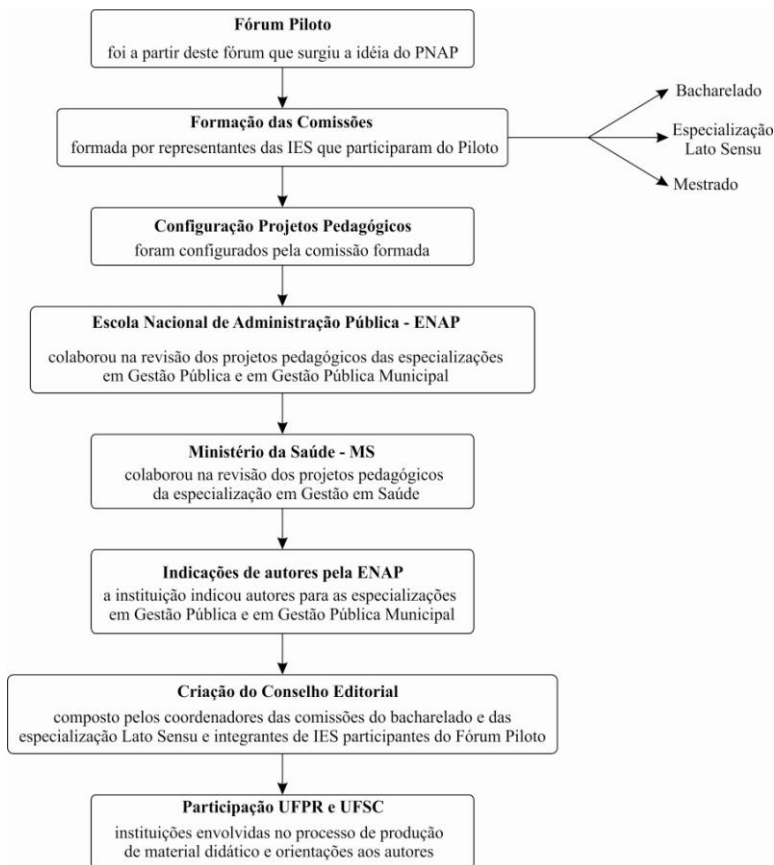 Fórum Piloto
foi a partir deste fórum que surgiu a idéia do PNAP
Formação das Comissões
formada por representantes das IES que participaram do Piloto
Bacharelado
Especialização
Lato Sensu
Mestrado
Configuração Projetos Pedagógicos
foram configurados pela comissão formada
Escola Nacional de Administração Pública - ENAP
colaborou na revisão dos projetos pedagógicos das especializações
em Gestão Pública e em Gestão Pública Municipal
Ministério da Saúde - MS
colaborou na revisão dos projetos pedagógicos
da especialização em Gestão em Saúde
Indicações de autores pela ENAP
a instituição indicou autores para as especializações
em Gestão Pública e em Gestão Pública Municipal
Criação do Conselho Editorial
composto pelos coordenadores das comissões do bacharelado e das
especialização Lato Sensu e integrantes de IES participantes do Fórum Piloto
Participação UFPR e UFSC
instituições envolvidas no processo de produção
de material didático e orientações aos autores